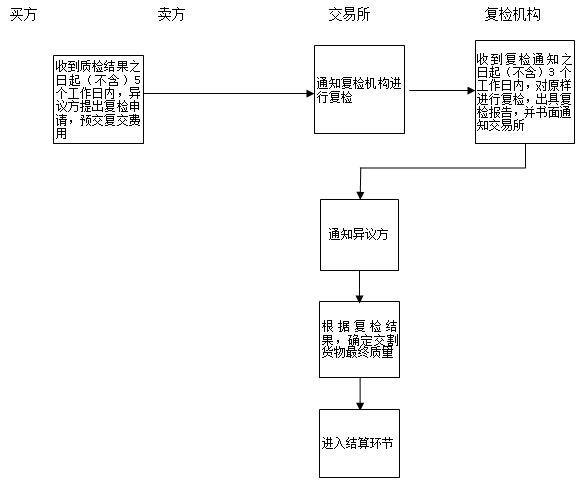 买方 卖方 交易所 复检机构
收到质检结果之
日起（不含）5
个工作日内，异
议方提出复检申
请，预交复交费
用
通知复检机构进
行复检
收到复检通知之
日起（不含）3 个
工作日内，对原样
进行复检，出具复
检报告，并书面通
知交易所
通知异议方
根据复检结
果，确定交割
货物最终质量
进入结算环节